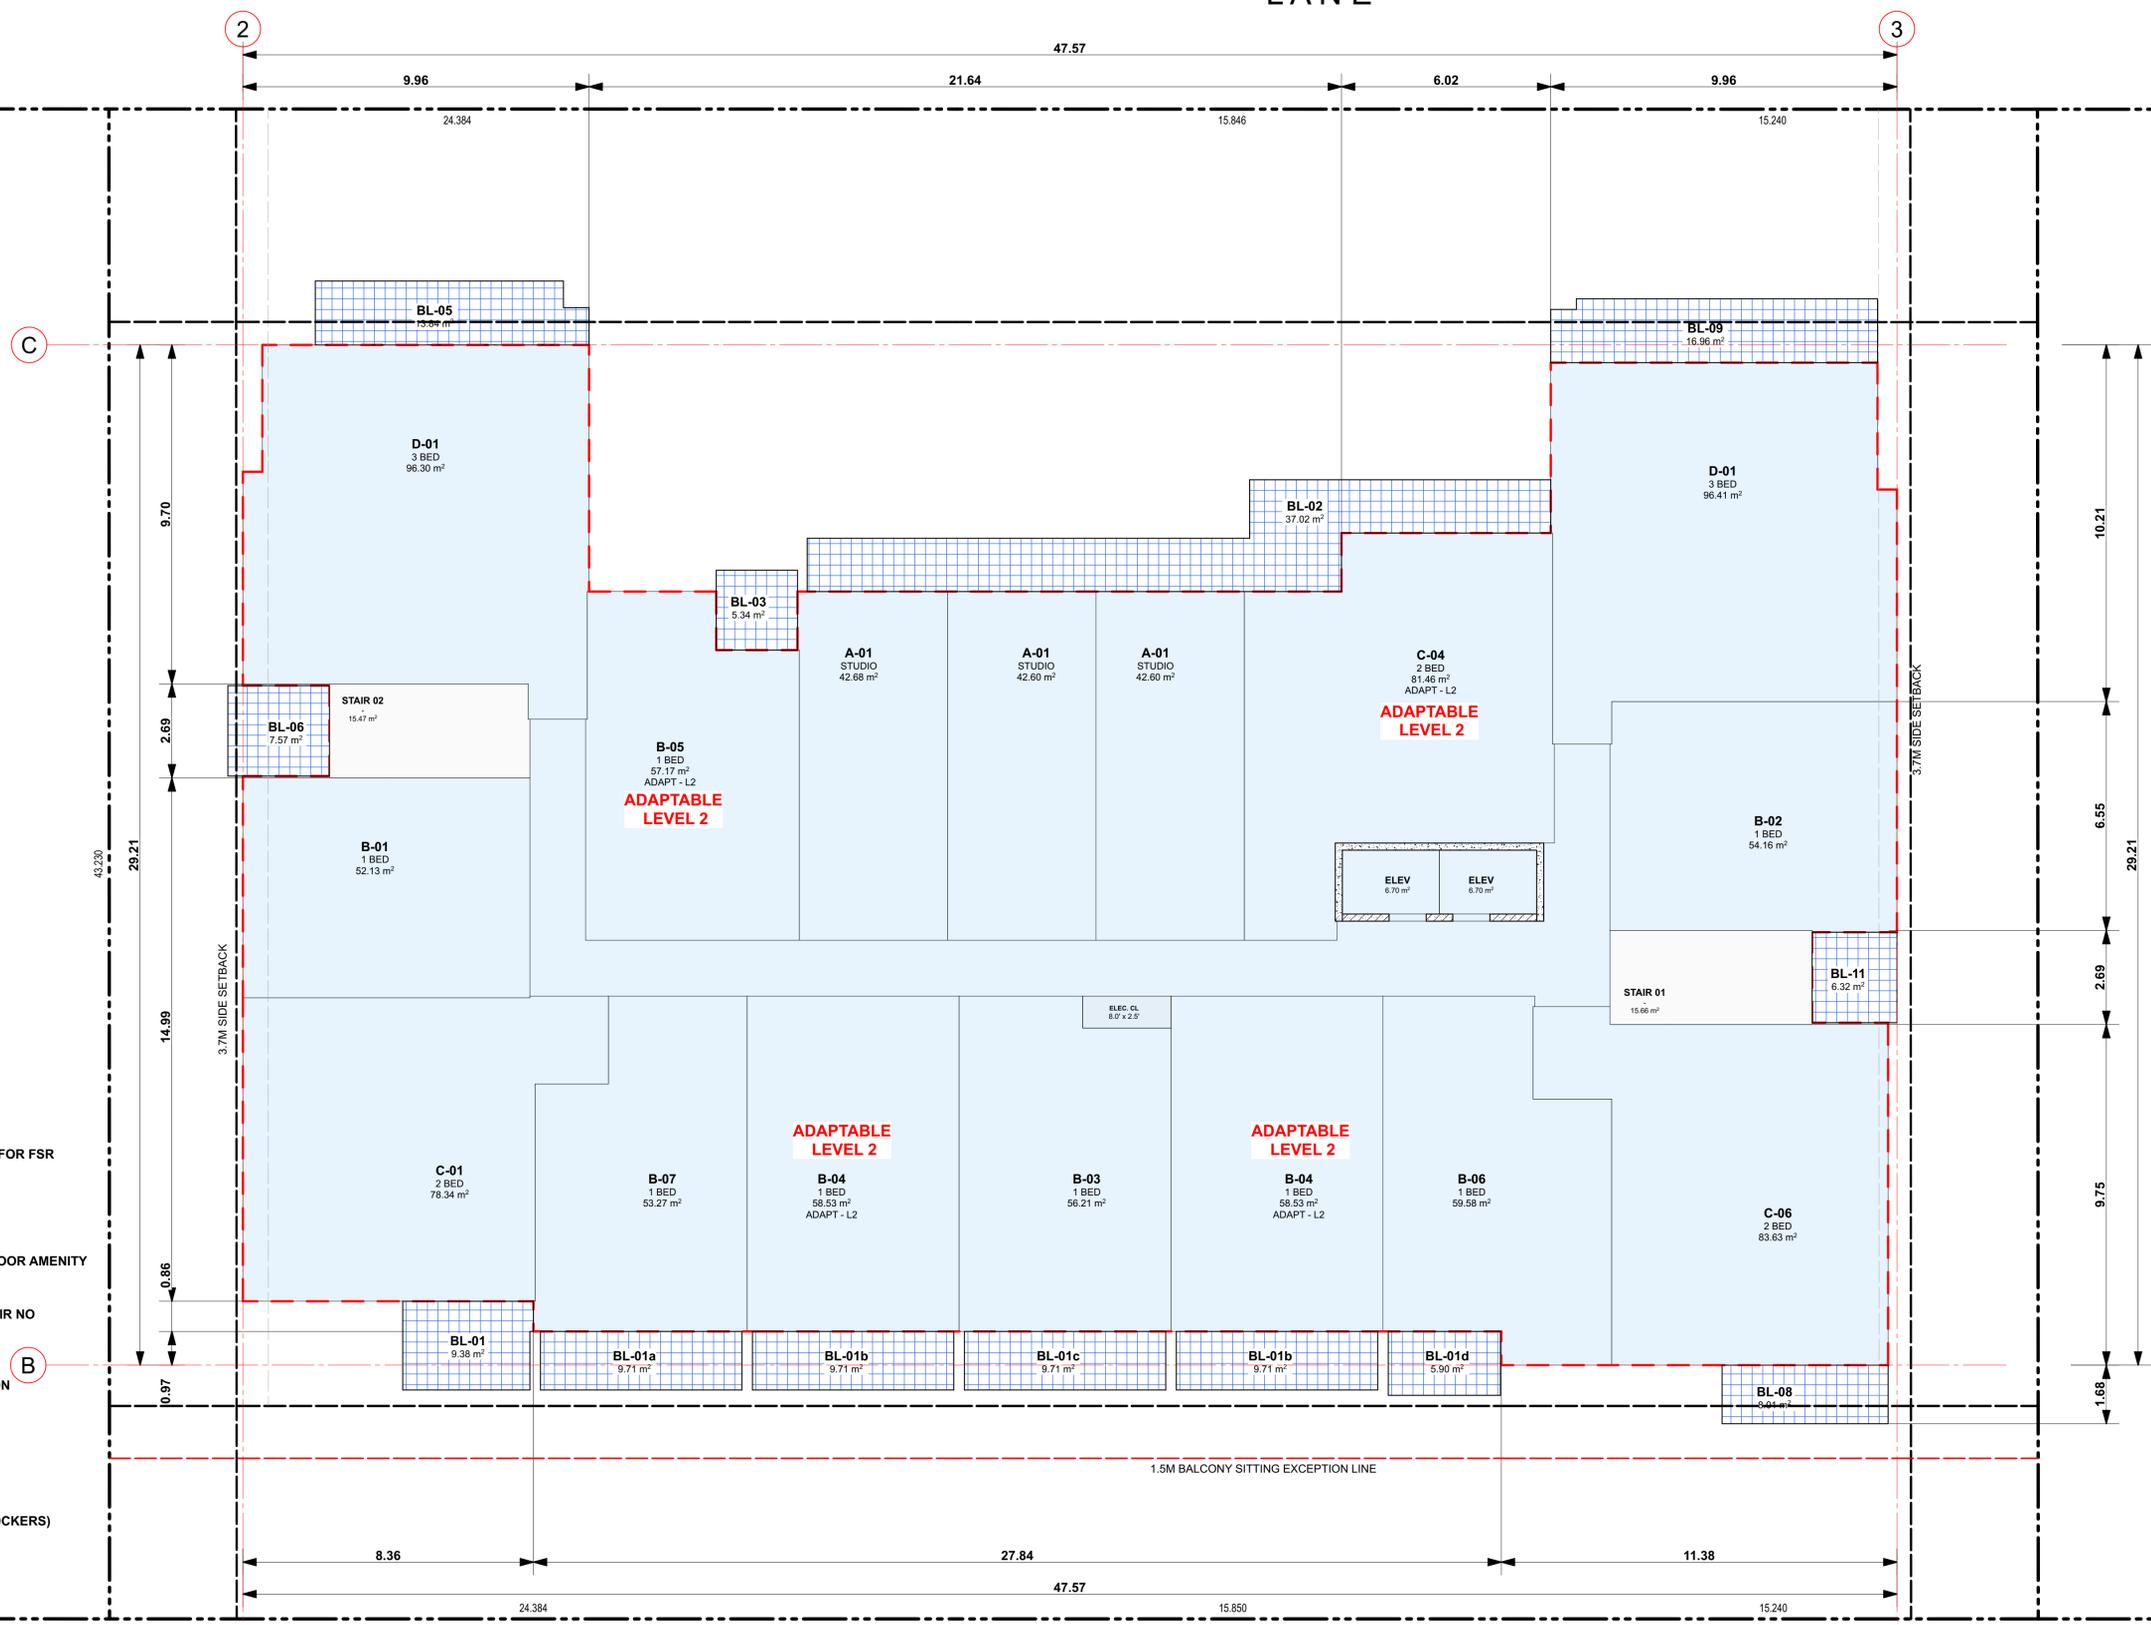 LANE
2
3
47.57
9.96
21.64
6.02
9.96
24.384
15.846
15.240
BL-05
13.84 m²
BL-09
16.96 m²
C
D-01
3 BED
96.30 m²
D-01
3 BED
96.41 m²
BL-02
37.02 m²
9.70
10.21
BL-03
5.34 m²
A-01
STUDIO
42.68 m²
A-01
STUDIO
42.60 m²
A-01
STUDIO
42.60 m²
C-04
2 BED
81.46 m²
ADAPT - L2
ADAPTABLE
LEVEL 2
STAIR 02
-
15.47 m²
BL-06
7.57 m²
2.69
3.7M SIDE SETBACK
B-05
1 BED
57.17 m²
ADAPT - L2
ADAPTABLE
LEVEL 2
B-02
1 BED
54.16 m²
6.55
B-01
1 BED
52.13 m²
43.230
29.21
29.21
ELEV
6.70 m²
ELEV
6.70 m²
3.7M SIDE SETBACK
14.99
BL-11
6.32 m²
2.69
STAIR 01
-
15.66 m²
ELEC. CL
8.0' x 2.5'
FOR FSR
ADAPTABLE
LEVEL 2
ADAPTABLE
LEVEL 2
C-01
2 BED
78.34 m²
B-07
1 BED
53.27 m²
B-04
1 BED
58.53 m²
ADAPT - L2
B-03
1 BED
56.21 m²
B-04
1 BED
58.53 m²
ADAPT - L2
B-06
1 BED
59.58 m²
C-06
2 BED
83.63 m²
9.75
OOR AMENITY
0.86
IR NO
BL-01
9.38 m²
BL-01a
9.71 m²
BL-01b
9.71 m²
BL-01c
9.71 m²
BL-01b
9.71 m²
BL-01d
5.90 m²
B
ON
0.97
BL-08
1.68
1.5M BALCONY SITTING EXCEPTION LINE
OCKERS)
8.36
27.84
11.38
47.57
24.384
15.850
15.240